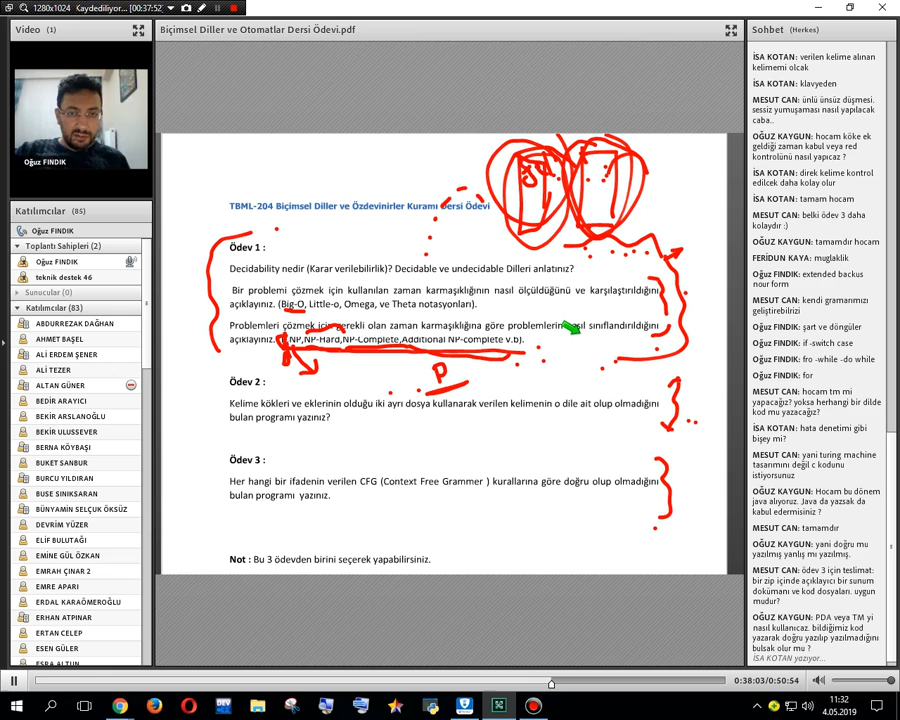 1280x1024 Kaydediliyor... [00:37:52]
Video (1)
Oğuz FINDIK
Katılımcılar (85)
Oğuz FINDIK
Toplantı Sahipleri (2)
Oğuz FINDIK
teknik destek 46
Sunucular (0)
Katılımcılar (83)
ABDURREZAK DAĞHAN
AHMET BAŞEL
ALİ ERDEM ŞENER
ALİ TEZER
ALTAN GÜNER
BEDİR ARAYICI
BEKİR ARSLANOĞLU
BEKİR ULUSSEVER
BERNA KÖYBAŞI
BUKET SANBUR
BURCU YILDIRAN
BUSE SINIKSARAN
BÜNYAMİN SELÇUK ÖKSÜZ
DEVRİM YÜZER
ELİF BULUTAĞI
EMİNE GÜL ÖZKAN
EMRAH ÇINAR 2
EMRE APARI
ERDAL KARAÖMEROĞLU
ERHAN ATPINAR
ERTAN CELEP
ESEN GÜLER
ESRA ALTUN
Biçimsel Diller ve Otomatlar Dersi Ödevi.pdf
TBML-204 Biçimsel Diller ve Özdevinirler Kuramı Dersi Ödevi
Ödev 1 :
Decidability nedir (Karar verilebilirlik)? Decidable ve undecidable Dilleri anlatınız?
Bir problemi çözmek için kullanılan zaman karmaşıklığının nasıl ölçüldüğünü ve karşılaştırıldığını
açıklayınız. (Big-O, Little-o, Omega, ve Theta notasyonları).
Problemleri çözmek için gerekli olan zaman karmaşıklığına göre problemlerin nasıl sınıflandırıldığını
açıklayınız. (P,NP,NP-Hard,NP-Complete,Additional NP-complete v.b).
P
Ödev 2 :
Kelime kökleri ve eklerinin olduğu iki ayrı dosya kullanarak verilen kelimenin o dile ait olup olmadığını
bulan programı yazınız?
Ödev 3 :
Her hangi bir ifadenin verilen CFG (Context Free Grammer ) kurallarına göre doğru olup olmadığını
bulan programı yazınız.
Not : Bu 3 ödevden birini seçerek yapabilirsiniz.
Sohbet (Herkes)
İSA KOTAN: verilen kelime alınan
kelimemi olcak
İSA KOTAN: klavyeden
MESUT CAN: ünlü ünsüz düşmesi.
sessiz yumuşaması nasıl yapılacak
caba..
OĞUZ KAYGUN: hocam köke ek
geldiği zaman kabul veya red
kontrolünü nasıl yapıcaz ?
İSA KOTAN: direk kelime kontrol
edilcek daha kolay olur
İSA KOTAN: tamam hocam
MESUT CAN: belki ödev 3 daha
kolaydır :)
OĞUZ KAYGUN: tamamdır hocam
FERİDUN KAYA: muglaklik
Oğuz FINDIK: extended backus
nour form
MESUT CAN: kendi gramanımızı
geliştirebiliriz
Oğuz FINDIK: şart ve döngüler
Oğuz FINDIK: if -switch case
Oğuz FINDIK: fro -while -do while
Oğuz FINDIK: for
MESUT CAN: hocam tm mi
yapacağız? yoksa herhangi bir dilde
kod mu yazacağız?
İSA KOTAN: hata denetimi gibi
bişey mi?
MESUT CAN: yani turing machine
tasarımını değil c kodunu
istiyorsunuz
OĞUZ KAYGUN: Hocam bu dönem
java alıyoruz. Java da yazsak da
kabul edermisiniz ?
MESUT CAN: tamamdır
OĞUZ KAYGUN: yani doğru mu
yazılmış yanlış mı yazılmış.
MESUT CAN: ödev 3 için teslimat:
bir zip içinde açıklayıcı bir sunum
dokümanı ve kod dosyaları. uygun
mudur?
OĞUZ KAYGUN: PDA veya TM yi
nasıl kullanıcaz. bildiğimiz kod
yazarak doğru yazılıp yazılmadığını
bulsak olur mu ?
İSA KOTAN yazıyor...
0:38:03/0:50:54
11:32
4.05.2019